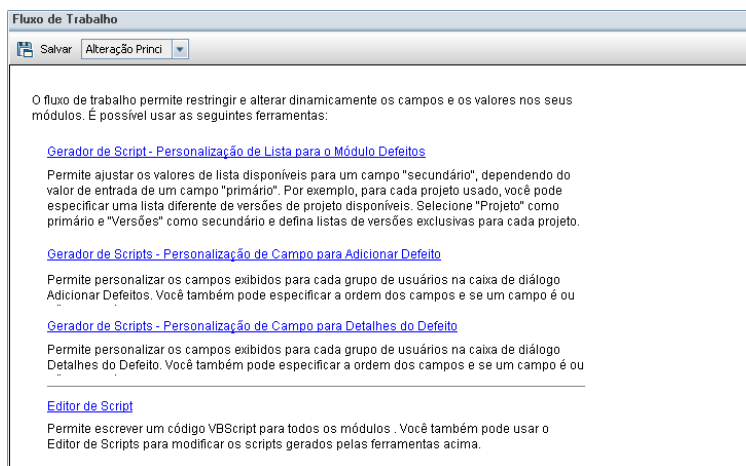 Fluxo de Trabalho
Salvar Alteração Princi
O fluxo de trabalho permite restringir e alterar dinamicamente os campos e os valores nos seus
módulos. É possível usar as seguintes ferramentas:
Gerador de Script - Personalização de Lista para o Módulo Defeitos
Permite ajustar os valores de lista disponíveis para um campo "secundário", dependendo do
valor de entrada de um campo "primário". Por exemplo, para cada projeto usado, você pode
especificar uma lista diferente de versões de projeto disponíveis. Selecione "Projeto" como
primário e "Versões" como secundário e defina listas de versões exclusivas para cada projeto.
Gerador de Scripts - Personalização de Campo para Adicionar Defeito
Permite personalizar os campos exibidos para cada grupo de usuários na caixa de diálogo
Adicionar Defeitos. Você também pode especificar a ordem dos campos e se um campo é ou
Gerador de Scripts - Personalização de Campo para Detalhes do Defeito
Permite personalizar os campos exibidos para cada grupo de usuários na caixa de diálogo
Detalhes do Defeito. Você também pode especificar a ordem dos campos e se um campo é ou
Editor de Script
Permite escrever um código VBScript para todos os módulos . Você também pode usar o
Editor de Scripts para modificar os scripts gerados pelas ferramentas acima.